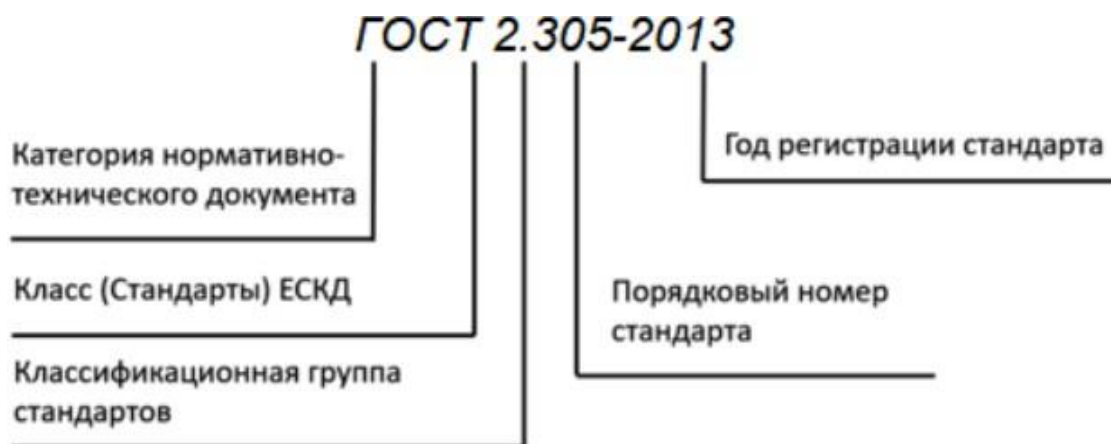 ГОСТ 2.305-2013
Категория нормативно-
технического документа
Год регистрации стандарта
Класс (Стандарты) ЕСКД
Порядковый номер
стандарта
Классификационная группа
стандартов